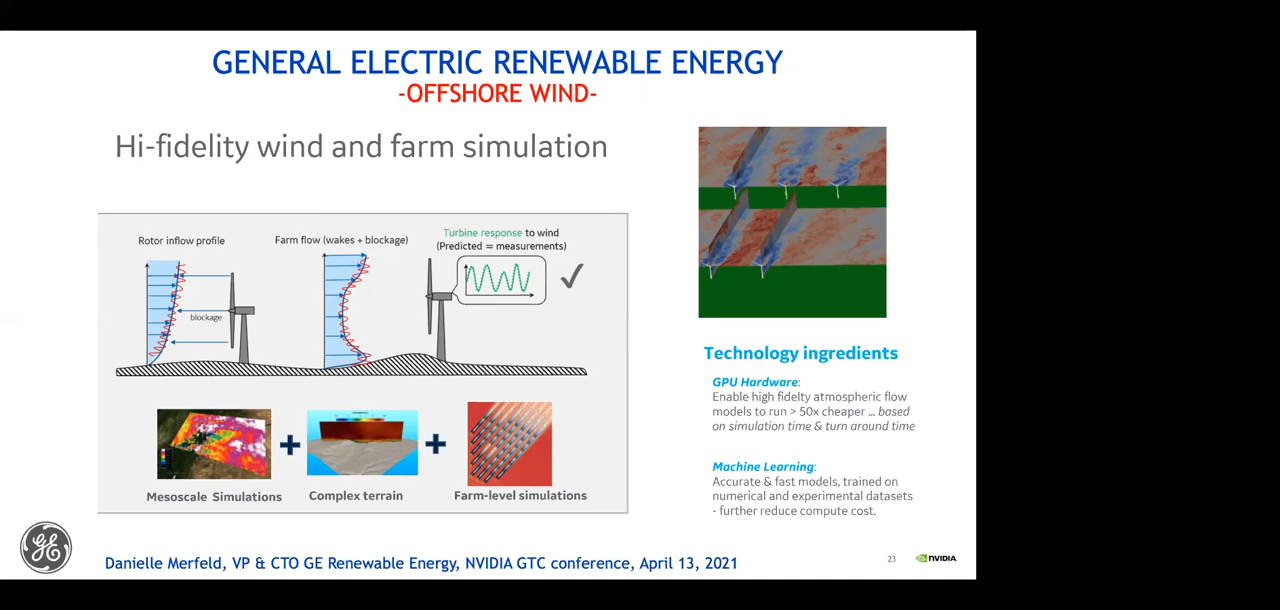 GENERAL ELECTRIC RENEWABLE ENERGY
-OFFSHORE WIND-
Hi-fidelity wind and farm simulation
Rotor inflow profile
Farm flow (wakes + blockage)
Turbine response to wind
(Predicted = measurements)
blockage
Mesoscale Simulations
Complex terrain
Farm-level simulations
Technology ingredients
GPU Hardware:
Enable high fidelty atmospheric flow
models to run > 50x cheaper ... based
on simulation time & turn around time
Machine Learning:
Accurate & fast models, trained on
numerical and experimental datasets
- further reduce compute cost.
GE
Danielle Merfeld, VP & CTO GE Renewable Energy, NVIDIA GTC conference, April 13, 2021
23
NVIDIA